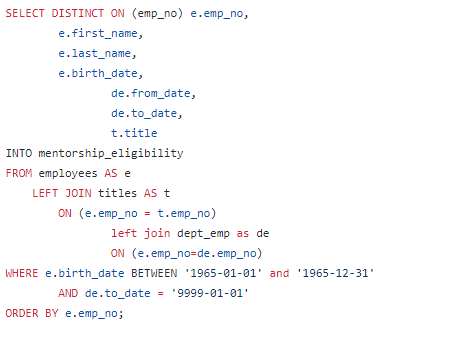 SELECT DISTINCT ON (emp_no) e.emp_no,
e.first_name,
e.last_name,
e.birth_date,
de.from_date,
de.to_date,
t.title
INTO mentorship_eligibility
FROM employees AS e
LEFT JOIN titles AS t
ON (e.emp_no = t.emp_no)
left join dept_emp as de
ON (e.emp_no=de.emp_no)
WHERE e.birth_date BETWEEN '1965-01-01' and '1965-12-31'
AND de.to_date = '9999-01-01'
ORDER BY e.emp_no;